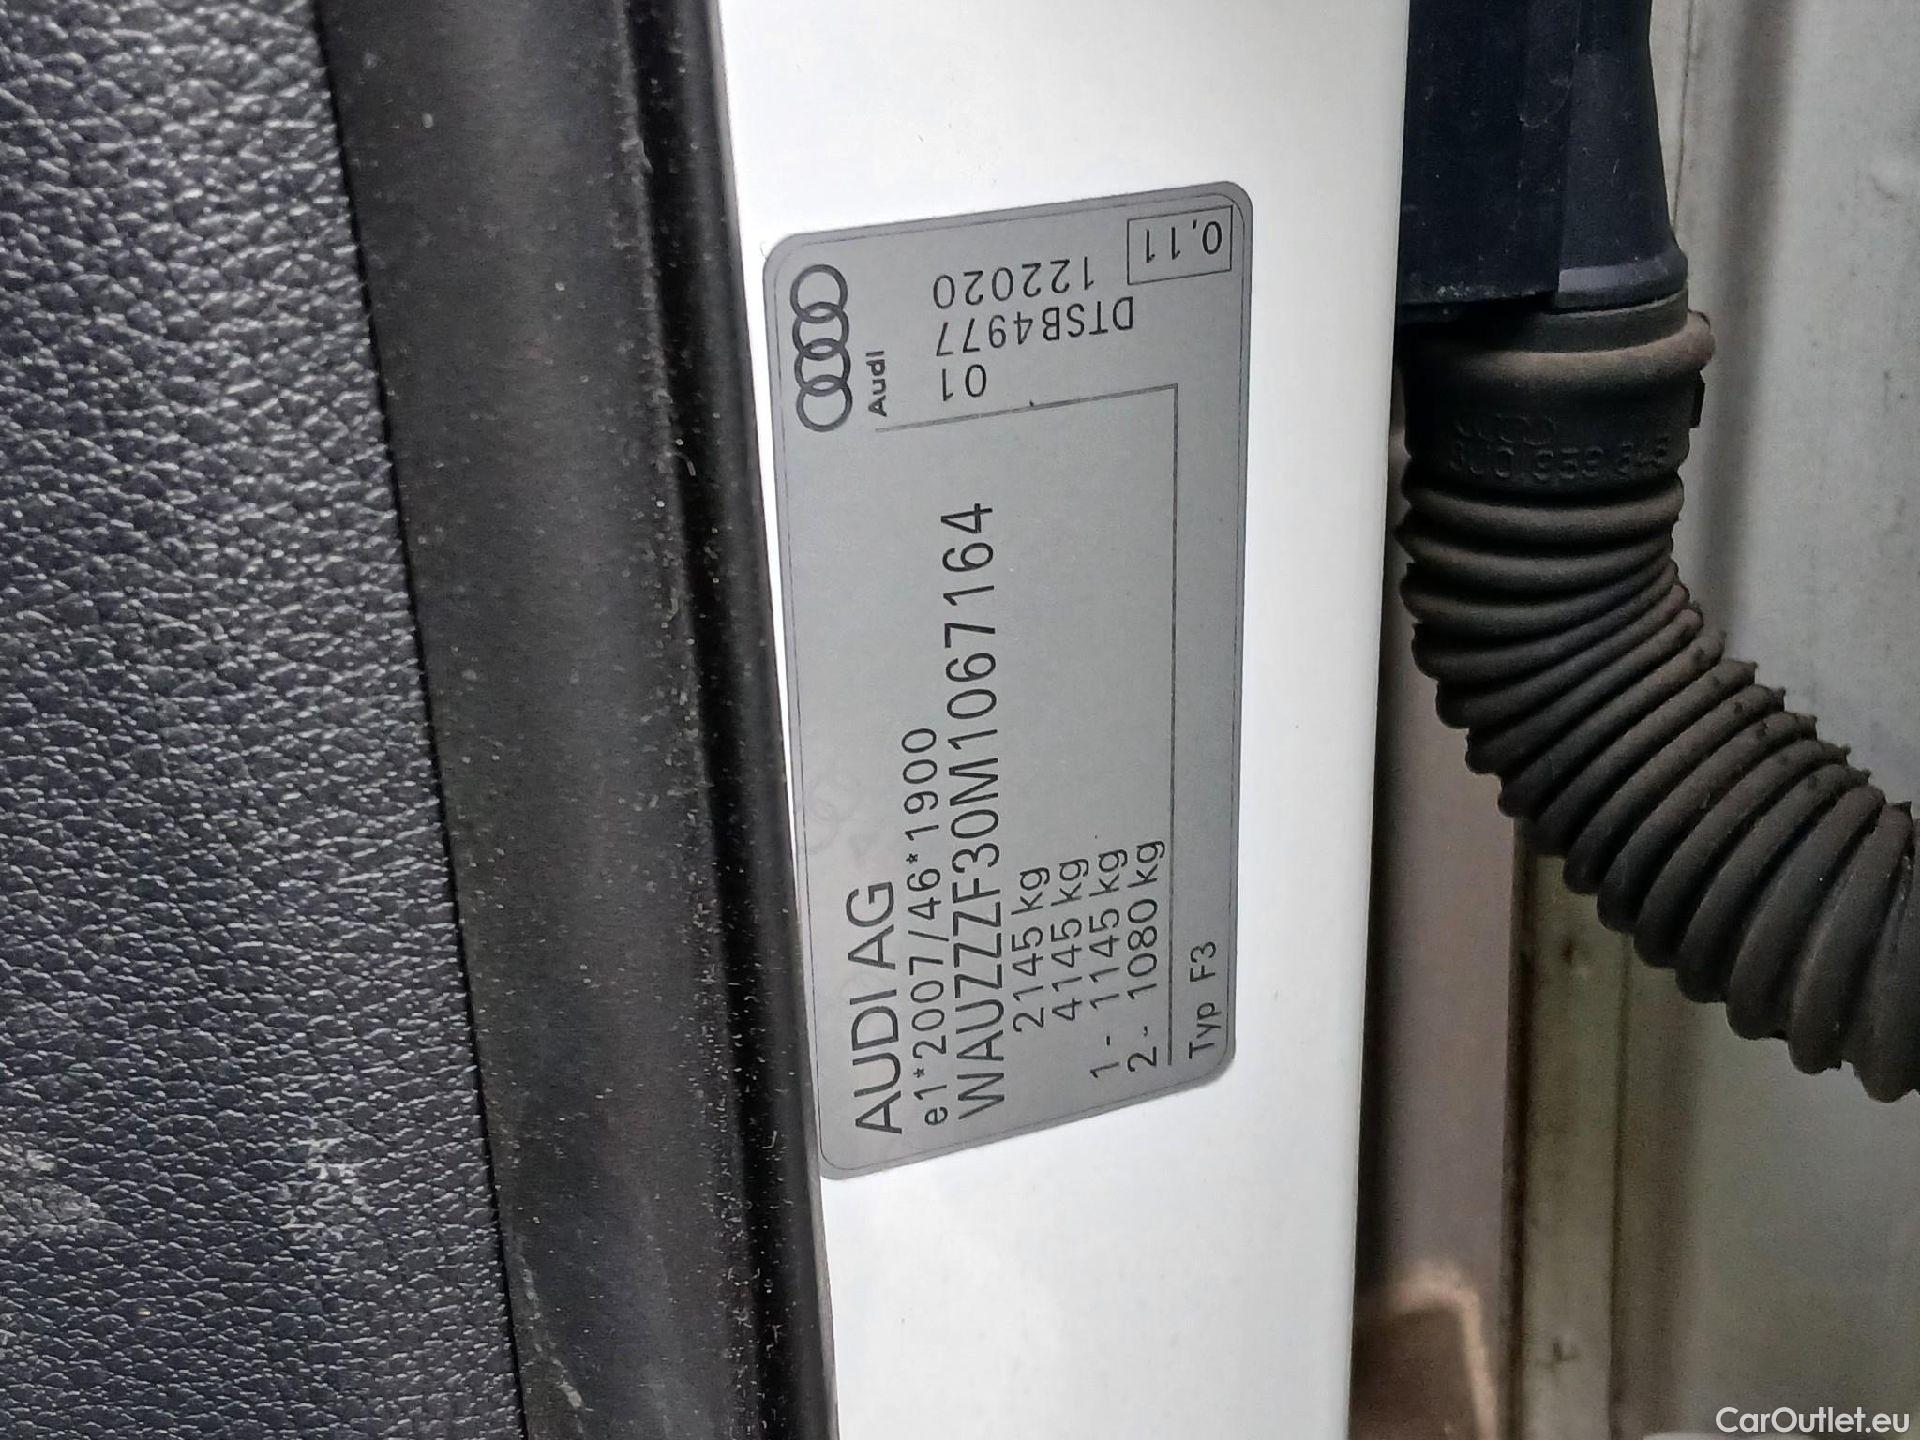 AUDI AG
e1*2007/46*1900
WAUZZZF30M1067164
2145 kg
4145 kg
1- 1145 kg
2- 1080 kg
Typ F3
Audi
01
DTSB4977
122020
0,11
CarOutlet.eu